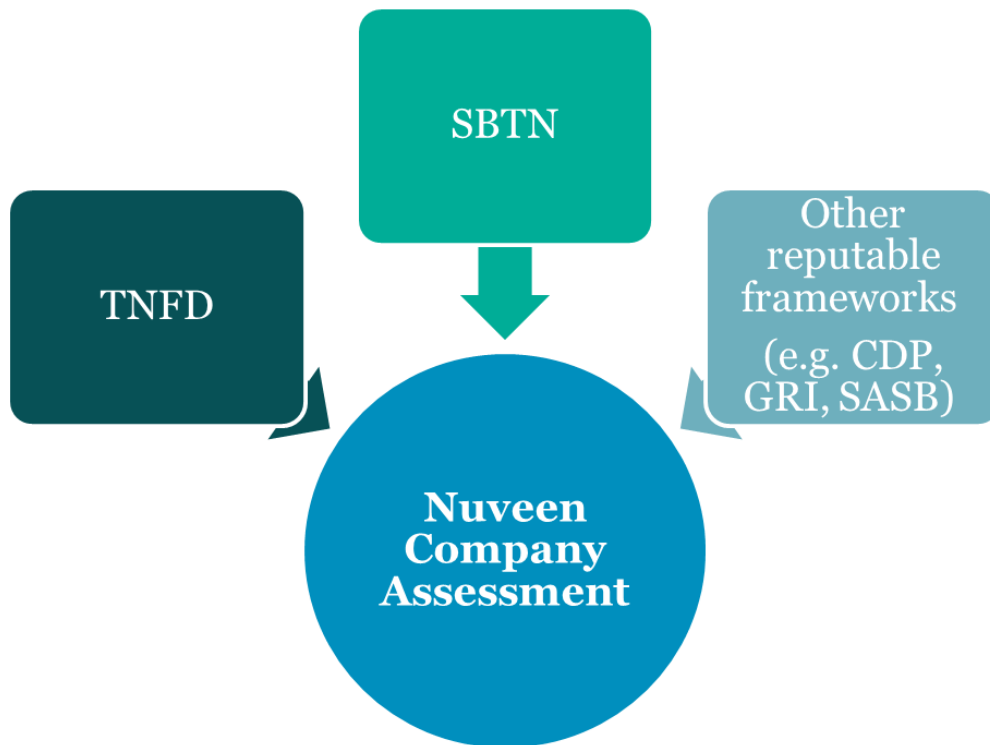 SBTN
TNFD
Other
reputable
frameworks
(e.g. CDP,
GRI, SASB)
Nuveen
Company
Assessment